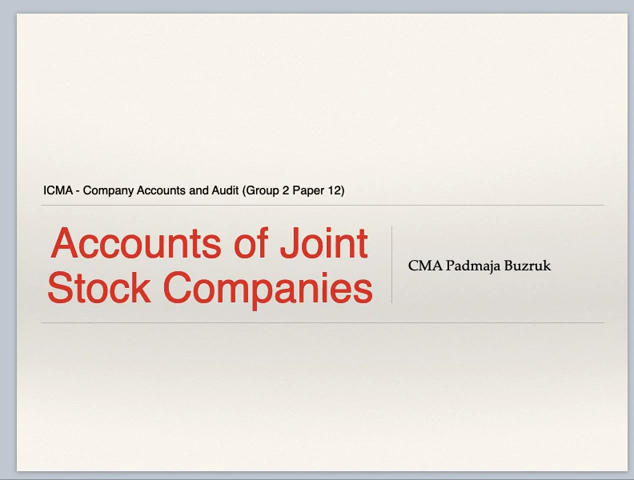 ICMA - Company Accounts and Audit (Group 2 Paper 12)
Accounts of Joint
Stock Companies
CMA Padmaja Buzruk